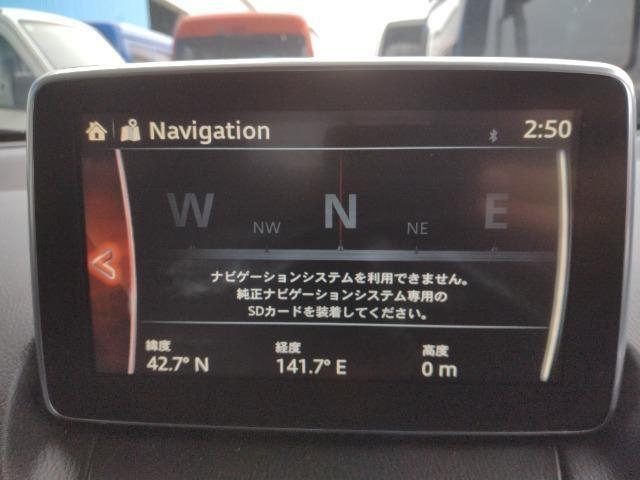 Navigation
2:50
W NW N NE E
ナビゲーションシステムを利用できません。
純正ナビゲーションシステム専用の
SDカードを装着してください。
緯度 経度 高度
42.7° N 141.7° E 0 m